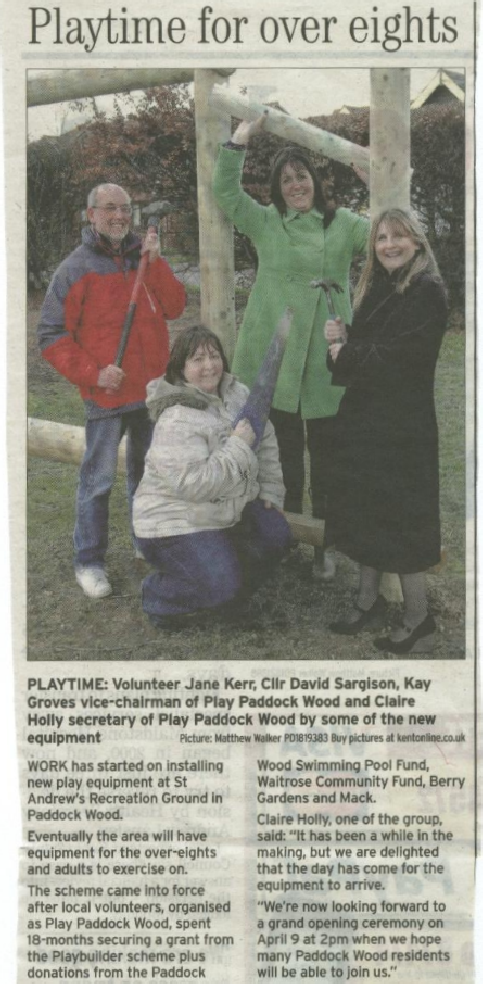 Playtime for over eights
PLAYTIME: Volunteer Jane Kerr, Cllr David Sargison, Kay
Groves vice-chairman of Play Paddock Wood and Claire
Holly secretary of Play Paddock Wood by some of the new
equipment
Picture: Matthew Walker PD1819383 Buy pictures at kentonline.co.uk
WORK has started on installing
new play equipment at St
Andrew's Recreation Ground in
Paddock Wood.
Eventually the area will have
equipment for the over-eights
and adults to exercise on.
The scheme came into force
after local volunteers, organised
as Play Paddock Wood, spent
18-months securing a grant from
the Playbuilder scheme plus
donations from the Paddock
Wood Swimming Pool Fund,
Waitrose Community Fund, Berry
Gardens and Mack.
Claire Holly, one of the group,
said: "It has been a while in the
making, but we are delighted
that the day has come for the
equipment to arrive.
"We're now looking forward to
a grand opening ceremony on
April 9 at 2pm when we hope
many Paddock Wood residents
will be able to join us."